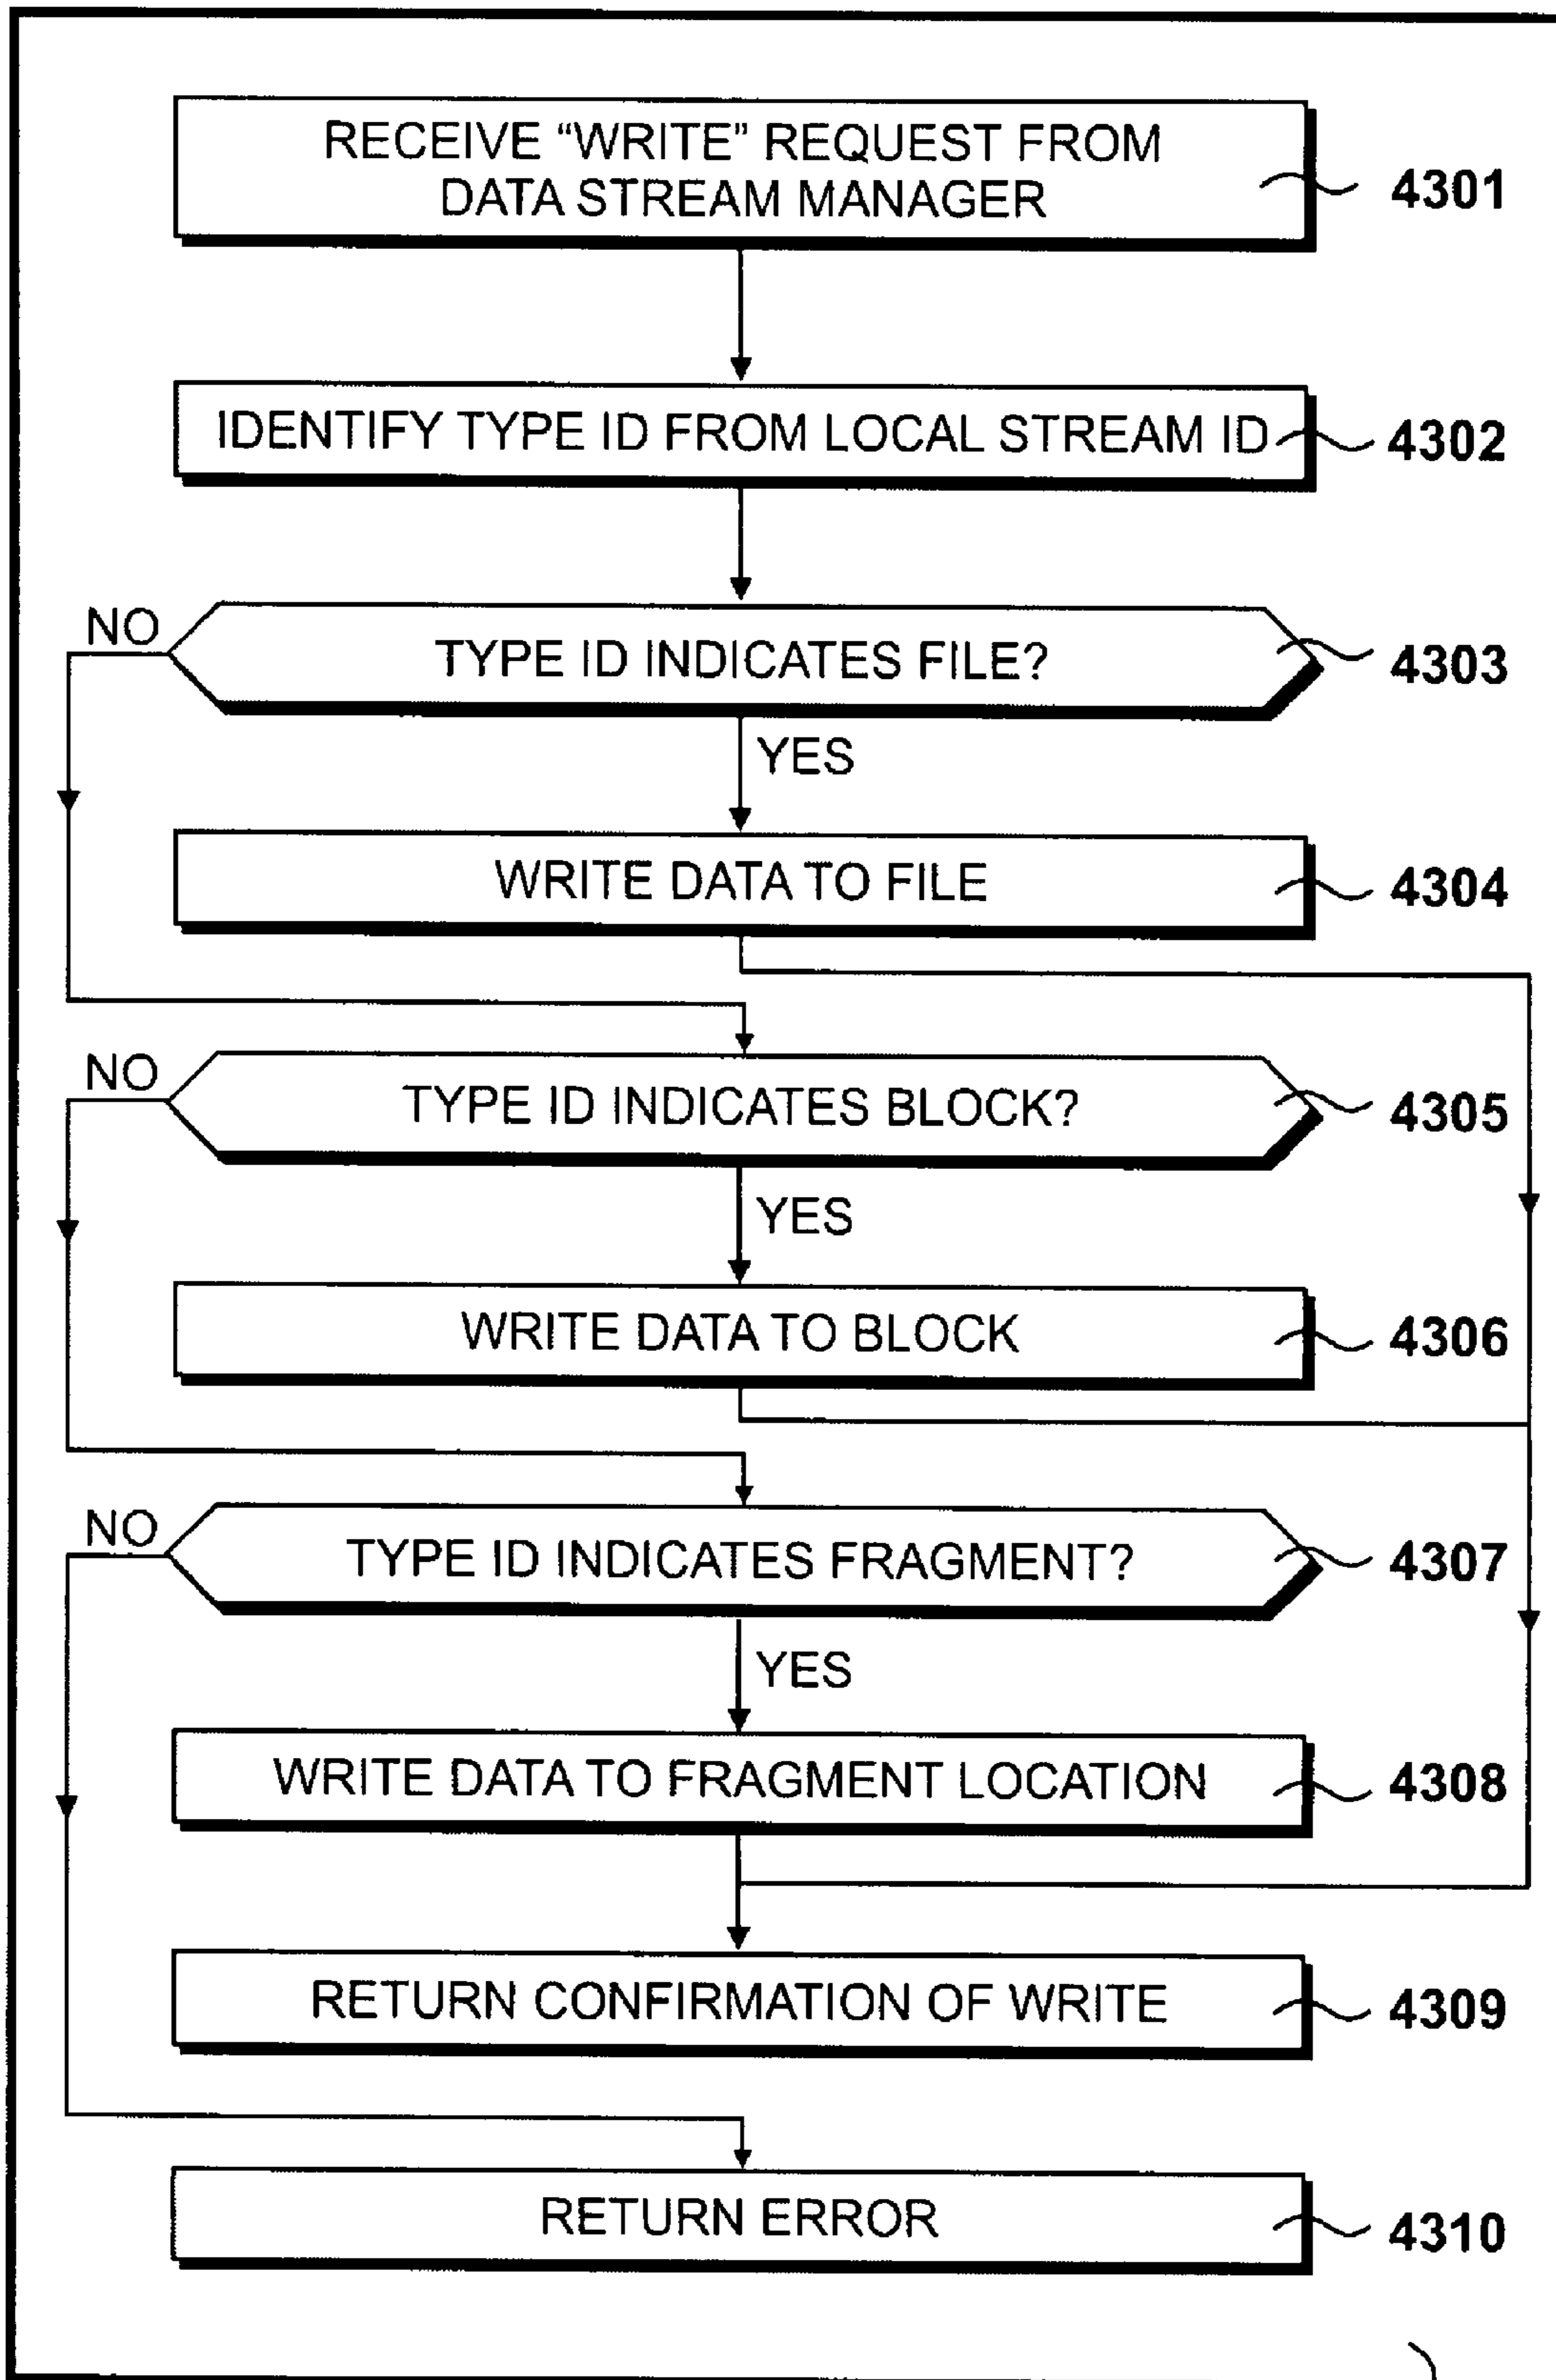 RECEIVE “WRITE” REQUEST FROM
DATA STREAM MANAGER
4301
IDENTIFY TYPE ID FROM LOCAL STREAM ID
4302
NO
TYPE ID INDICATES FILE?
4303
YES
WRITE DATA TO FILE
4304
NO
TYPE ID INDICATES BLOCK?
4305
YES
WRITE DATA TO BLOCK
4306
NO
TYPE ID INDICATES FRAGMENT?
4307
YES
WRITE DATA TO FRAGMENT LOCATION
4308
RETURN CONFIRMATION OF WRITE
4309
RETURN ERROR
4310